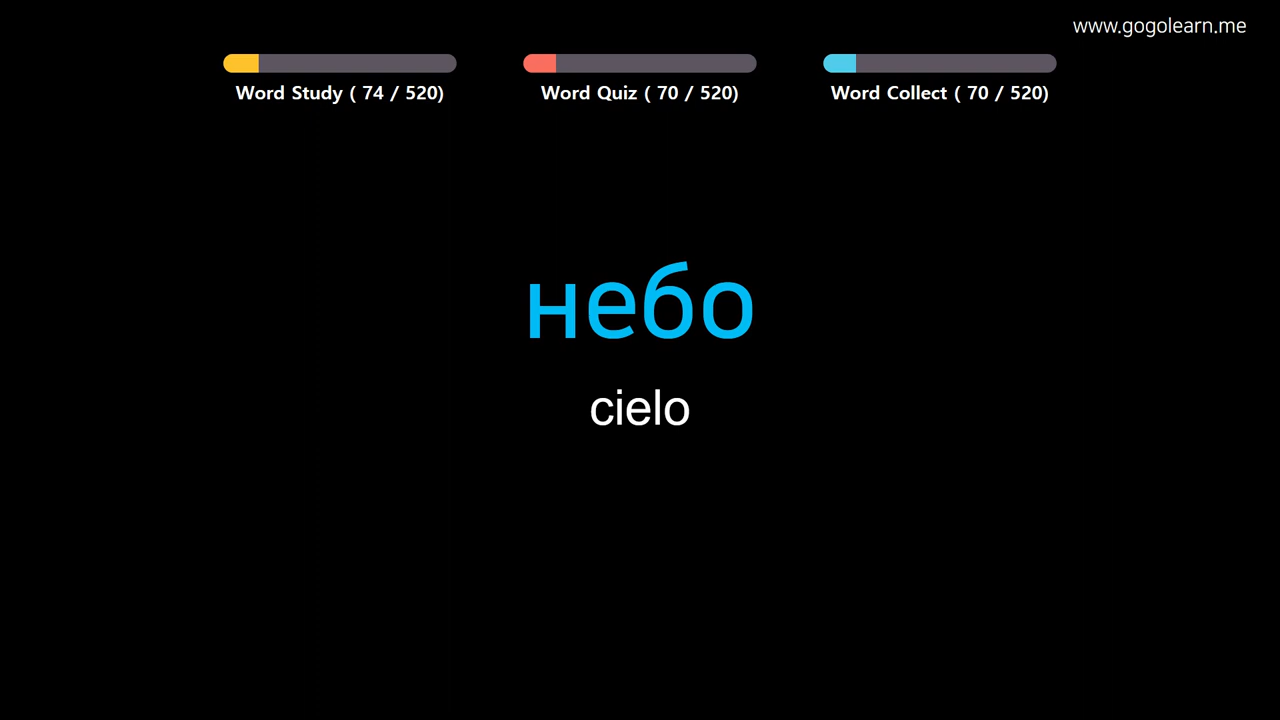 www.gogolearn.me
Word Study ( 74 / 520)
Word Quiz ( 70 / 520)
Word Collect ( 70 / 520)
небо
cielo